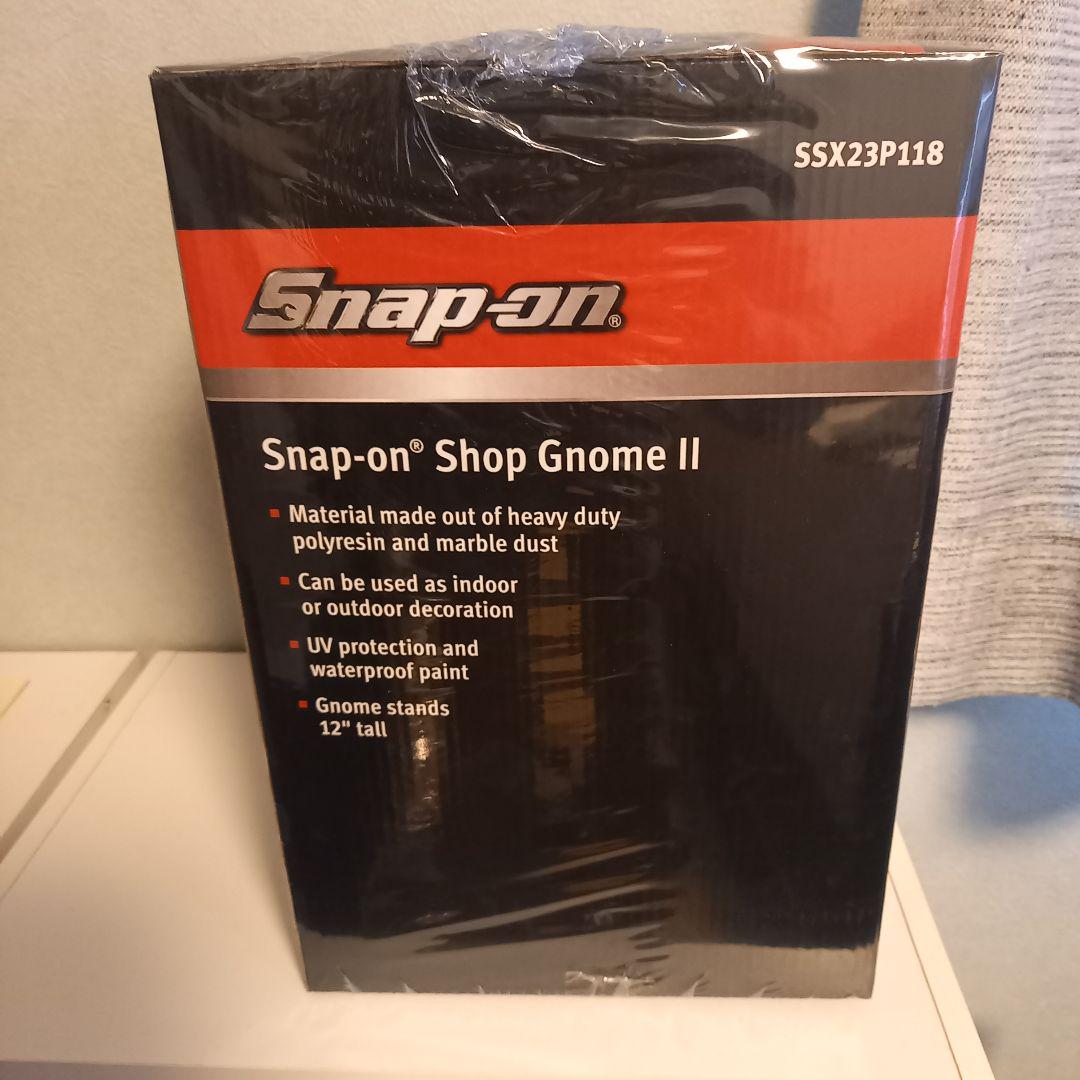 SSX23P118
Snap-on®
Snap-on® Shop Gnome II
▪ Material made out of heavy duty
polyresin and marble dust
▪ Can be used as indoor
or outdoor decoration
▪ UV protection and
waterproof paint
▪ Gnome stands
12" tall